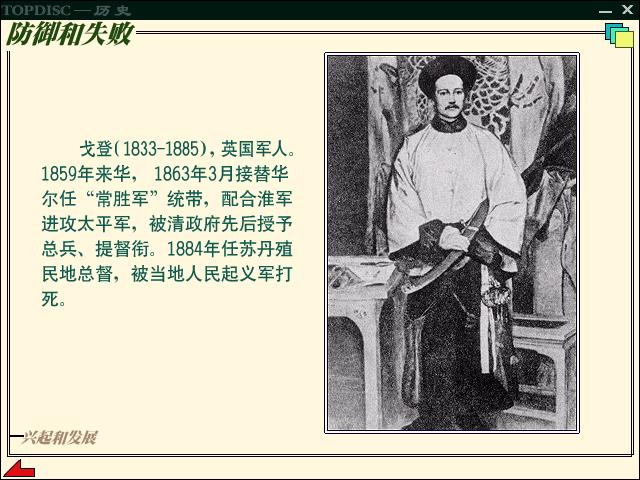 TOPDISC — 历史
防御和失败
戈登(1833-1885)，英国军人。
1859年来华， 1863年3月接替华
尔任“常胜军”统带，配合淮军
进攻太平军，被清政府先后授予
总兵、提督衔。1884年任苏丹殖
民地总督，被当地人民起义军打
死。
兴起和发展